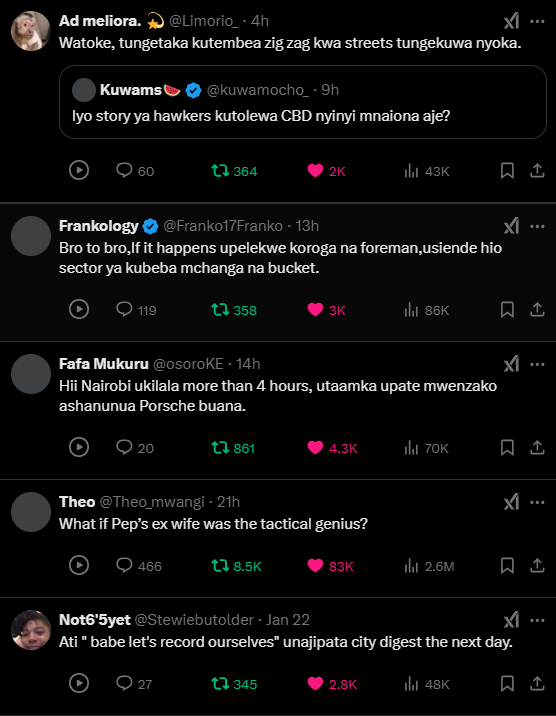 Ad meliora. 💫 @Limorio_ · 4h
Watoke, tungetaka kutembea zig zag kwa streets tungekuwa nyoka.
Kuwams🍉 @kuwamocho_ · 9h
Iyo story ya hawkers kutolewa CBD nyinyi mnaiona aje?
60 364 2K 43K
Frankology @Franko17Franko · 13h
Bro to bro,If it happens upelekwe koroga na foreman,usiende hio
sector ya kubeba mchanga na bucket.
119 358 3K 86K
Fafa Mukuru @osoroKE · 14h
Hii Nairobi ukilala more than 4 hours, utaamka upate mwenzako
ashanunua Porsche buana.
20 861 4.3K 70K
Theo @Theo_mwangi · 21h
What if Pep’s ex wife was the tactical genius?
466 8.5K 83K 2.6M
Not6'5yet @Stewiebutolder · Jan 22
Ati " babe let's record ourselves" unajipata city digest the next day.
27 345 2.8K 48K